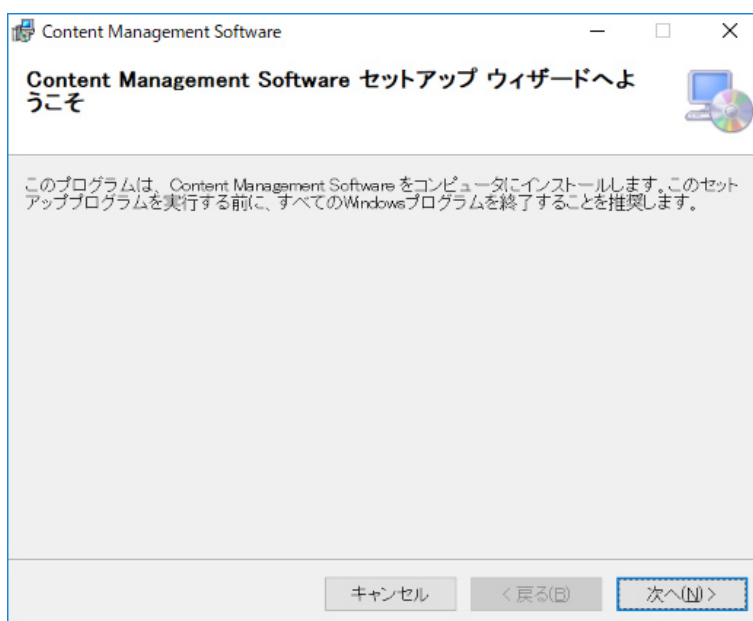 Content Management Software
Content Management Software セットアップ ウィザードへよ
うこそ
このプログラムは、Content Management Software をコンピュータにインストールします。このセット
アッププログラムを実行する前に、すべてのWindowsプログラムを終了することを推奨します。
キャンセル
< 戻る(B)
次へ(N) >